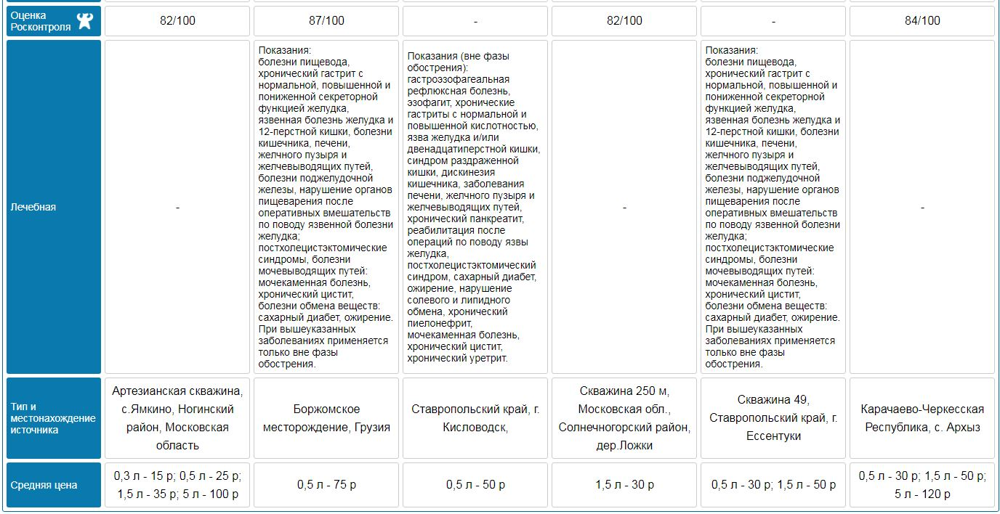 Оценка
Росконтроля
82/100
87/100
-
82/100
-
84/100
Лечебная
-
Показания:
болезни пищевода,
хронический гастрит с
нормальной, повышенной и
пониженной секреторной
функцией желудка,
язвенная болезнь желудка и
12-перстной кишки, болезни
кишечника, печени,
желчного пузыря и
желчевыводящих путей,
болезни поджелудочной
железы, нарушение органов
пищеварения после
оперативных вмешательств
по поводу язвенной болезни
желудка;
постхолецистэктомические
синдромы, болезни
мочевыводящих путей:
мочекаменная болезнь,
хронический цистит,
болезни обмена веществ:
сахарный диабет, ожирение.
При вышеуказанных
заболеваниях применяется
только вне фазы
обострения.
Показания (вне фазы
обострения):
гастроэзофагеальная
рефлюксная болезнь,
эзофагит, хронические
гастриты с нормальной и
повышенной кислотностью,
язва желудка и/или
двенадцатиперстной кишки,
синдром раздраженной
кишки, дискинезия
кишечника, заболевания
печени, желчного пузыря и
желчевыводящих путей,
хронический панкреатит,
реабилитация после
операций по поводу язвы
желудка,
постхолецистэктомический
синдром, сахарный диабет,
ожирение, нарушение
солевого и липидного
обмена, хронический
пиелонефрит,
мочекаменная болезнь,
хронический цистит,
хронический уретрит.
-
Показания:
болезни пищевода,
хронический гастрит с
нормальной, повышенной и
пониженной секреторной
функцией желудка,
язвенная болезнь желудка и
12-перстной кишки, болезни
кишечника, печени,
желчного пузыря и
желчевыводящих путей,
болезни поджелудочной
железы, нарушение органов
пищеварения после
оперативных вмешательств
по поводу язвенной болезни
желудка;
постхолецистэктомические
синдромы, болезни
мочевыводящих путей:
мочекаменная болезнь,
хронический цистит,
болезни обмена веществ:
сахарный диабет, ожирение.
При вышеуказанных
заболеваниях применяется
только вне фазы
обострения.
-
Тип и
местонахождение
источника
Артезианская скважина,
с.Ямкино, Ногинский
район, Московская
область
Боржомское
месторождение, Грузия
Ставропольский край, г.
Кисловодск,
Скважина 250 м,
Московская обл.,
Солнечногорский район,
дер.Ложки
Скважина 49,
Ставропольский край, г.
Ессентуки
Карачаево-Черкесская
Республика, с. Архыз
Средняя цена
0,3 л - 15 р; 0,5 л - 25 р;
1,5 л - 35 р; 5 л - 100 р
0,5 л - 75 р
0,5 л - 50 р
1,5 л - 30 р
0,5 л - 30 р; 1,5 л - 50 р
0,5 л - 30 р; 1,5 л - 50 р;
5 л - 120 р